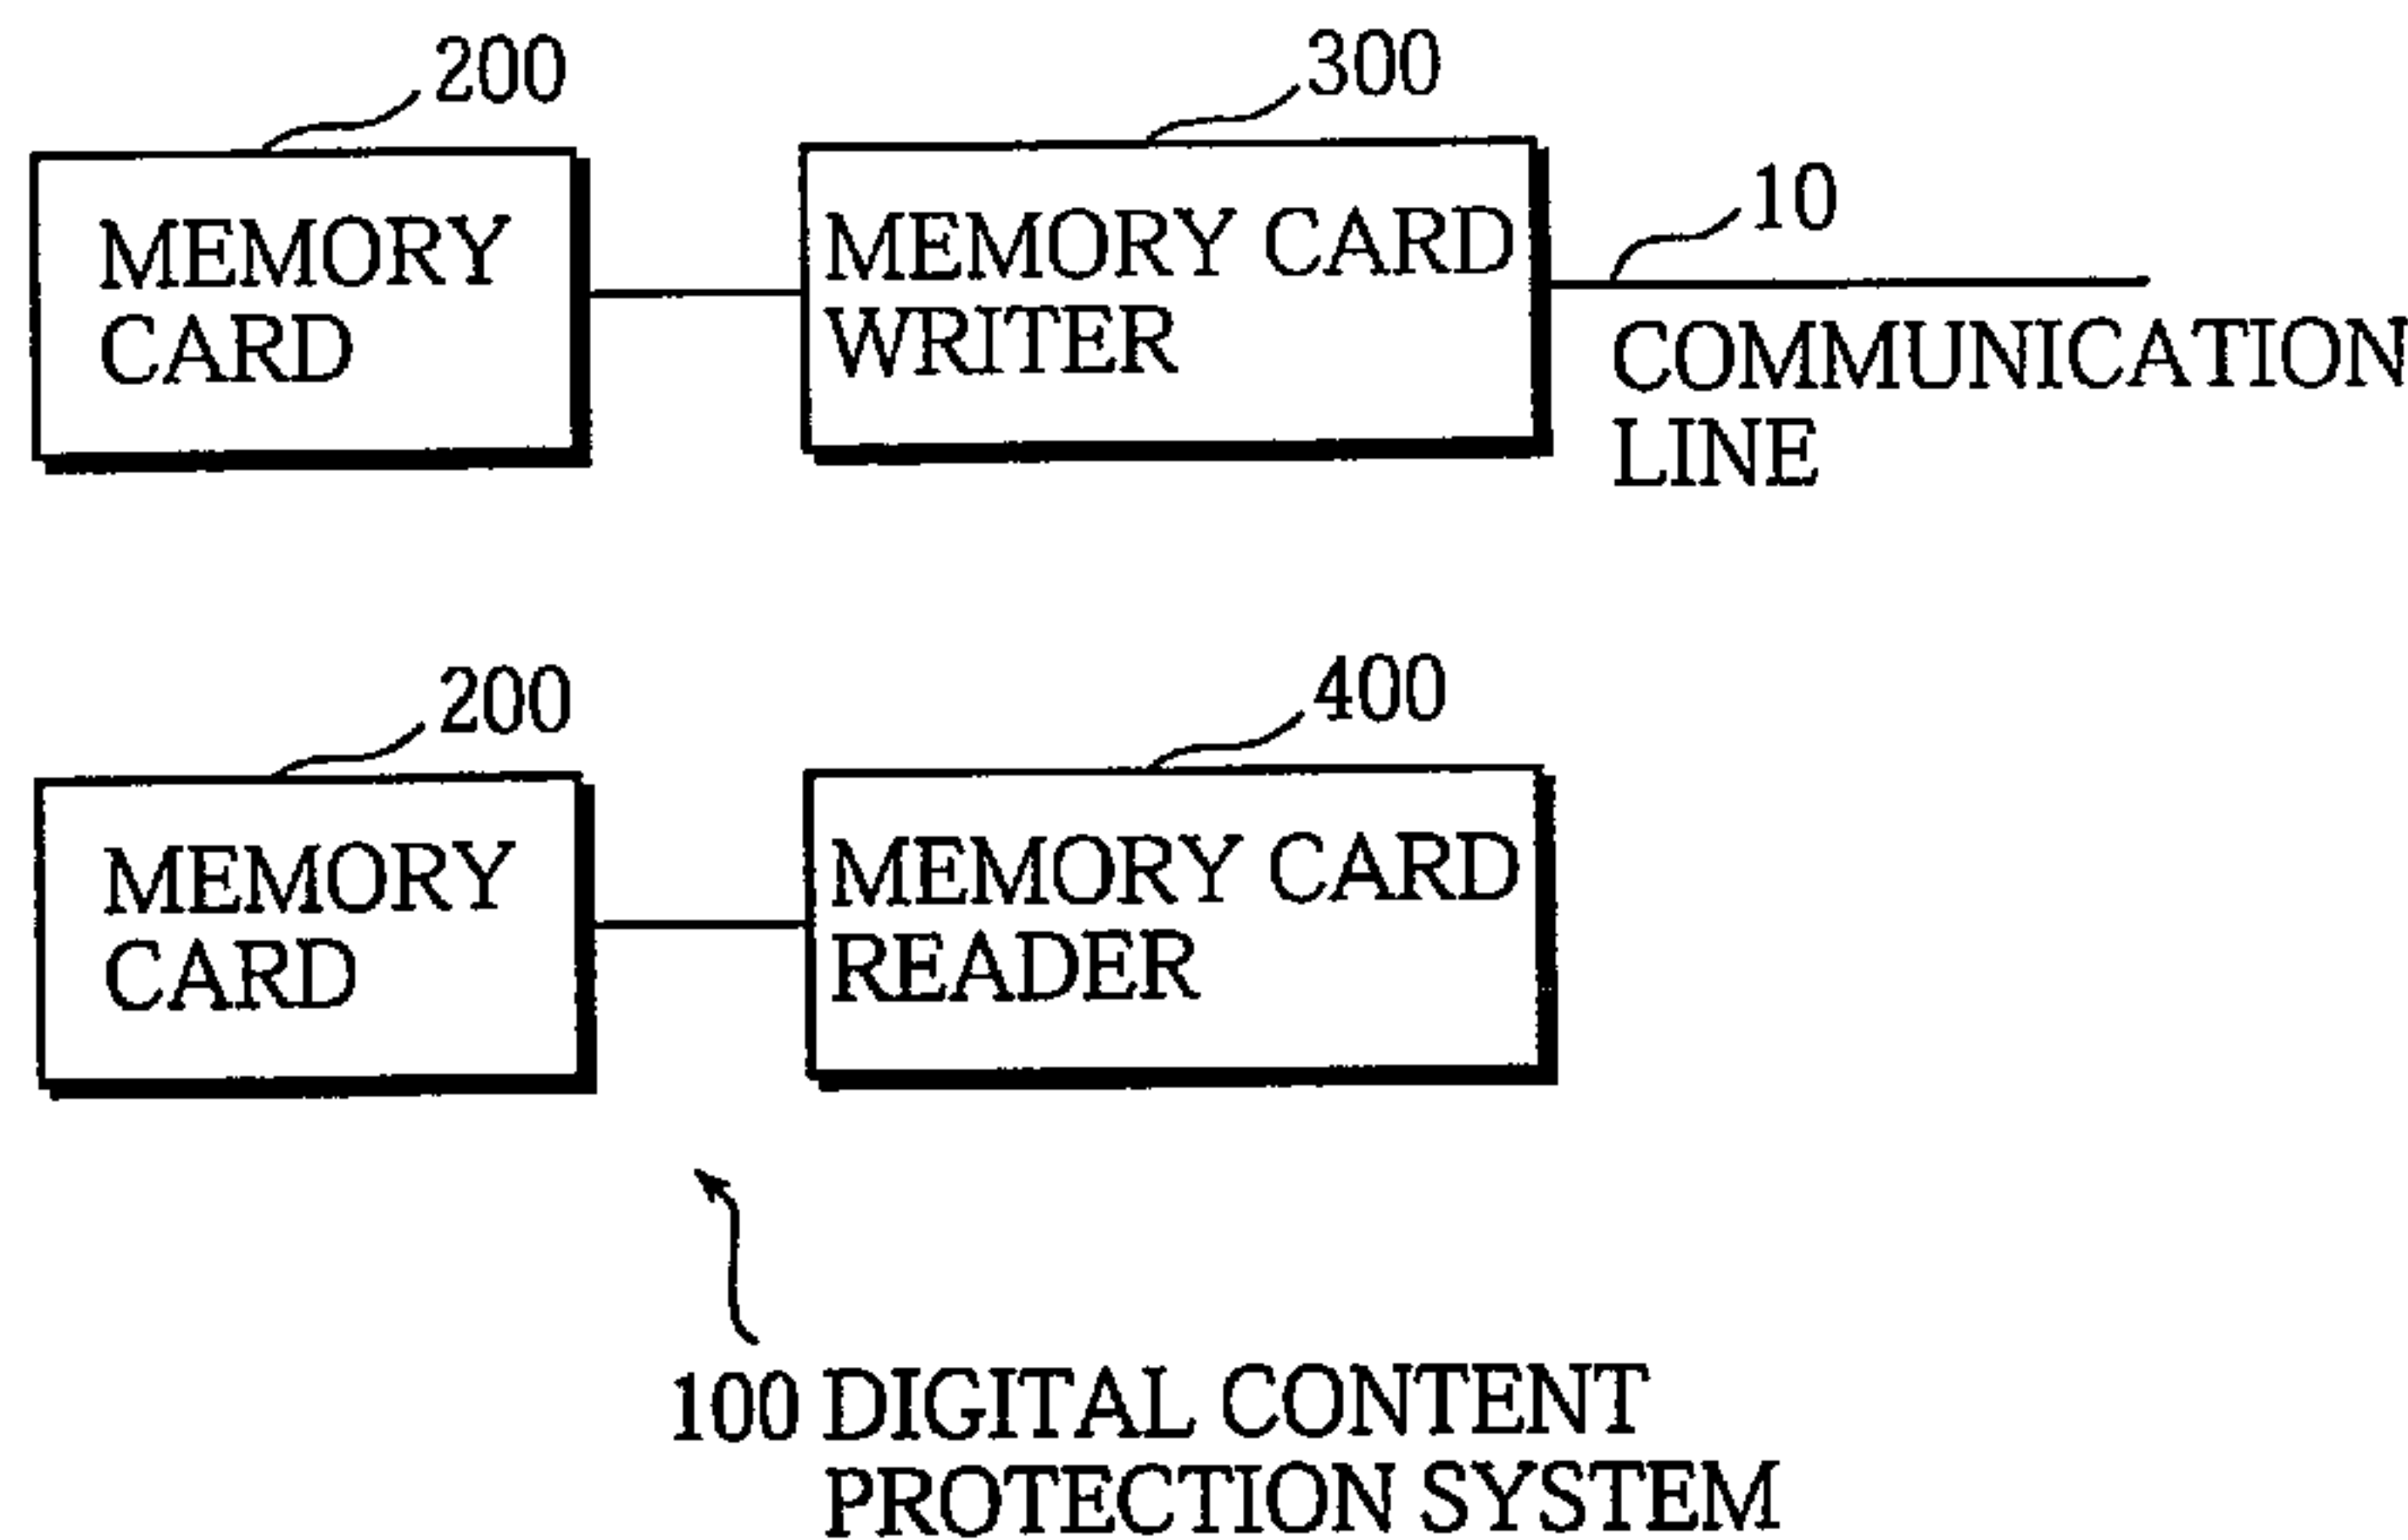 200
300
10
MEMORY
CARD
MEMORY CARD
WRITER
COMMUNICATION
LINE
200
400
MEMORY
CARD
MEMORY CARD
READER
100 DIGITAL CONTENT
PROTECTION SYSTEM